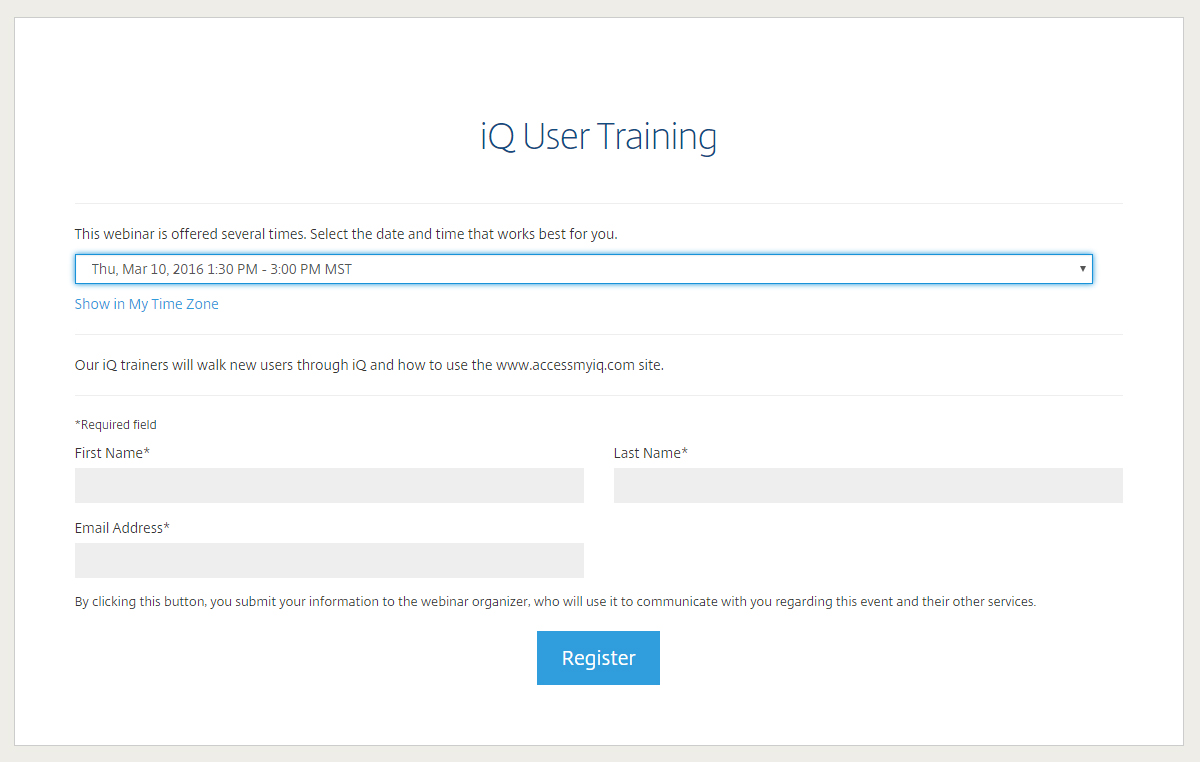 iQ User Training
This webinar is offered several times. Select the date and time that works best for you.
Thu, Mar 10, 2016 1:30 PM - 3:00 PM MST
Show in My Time Zone
Our iQ trainers will walk new users through iQ and how to use the www.accessmyiq.com site.
*Required field
First Name*
Last Name*
Email Address*
By clicking this button, you submit your information to the webinar organizer, who will use it to communicate with you regarding this event and their other services.
Register